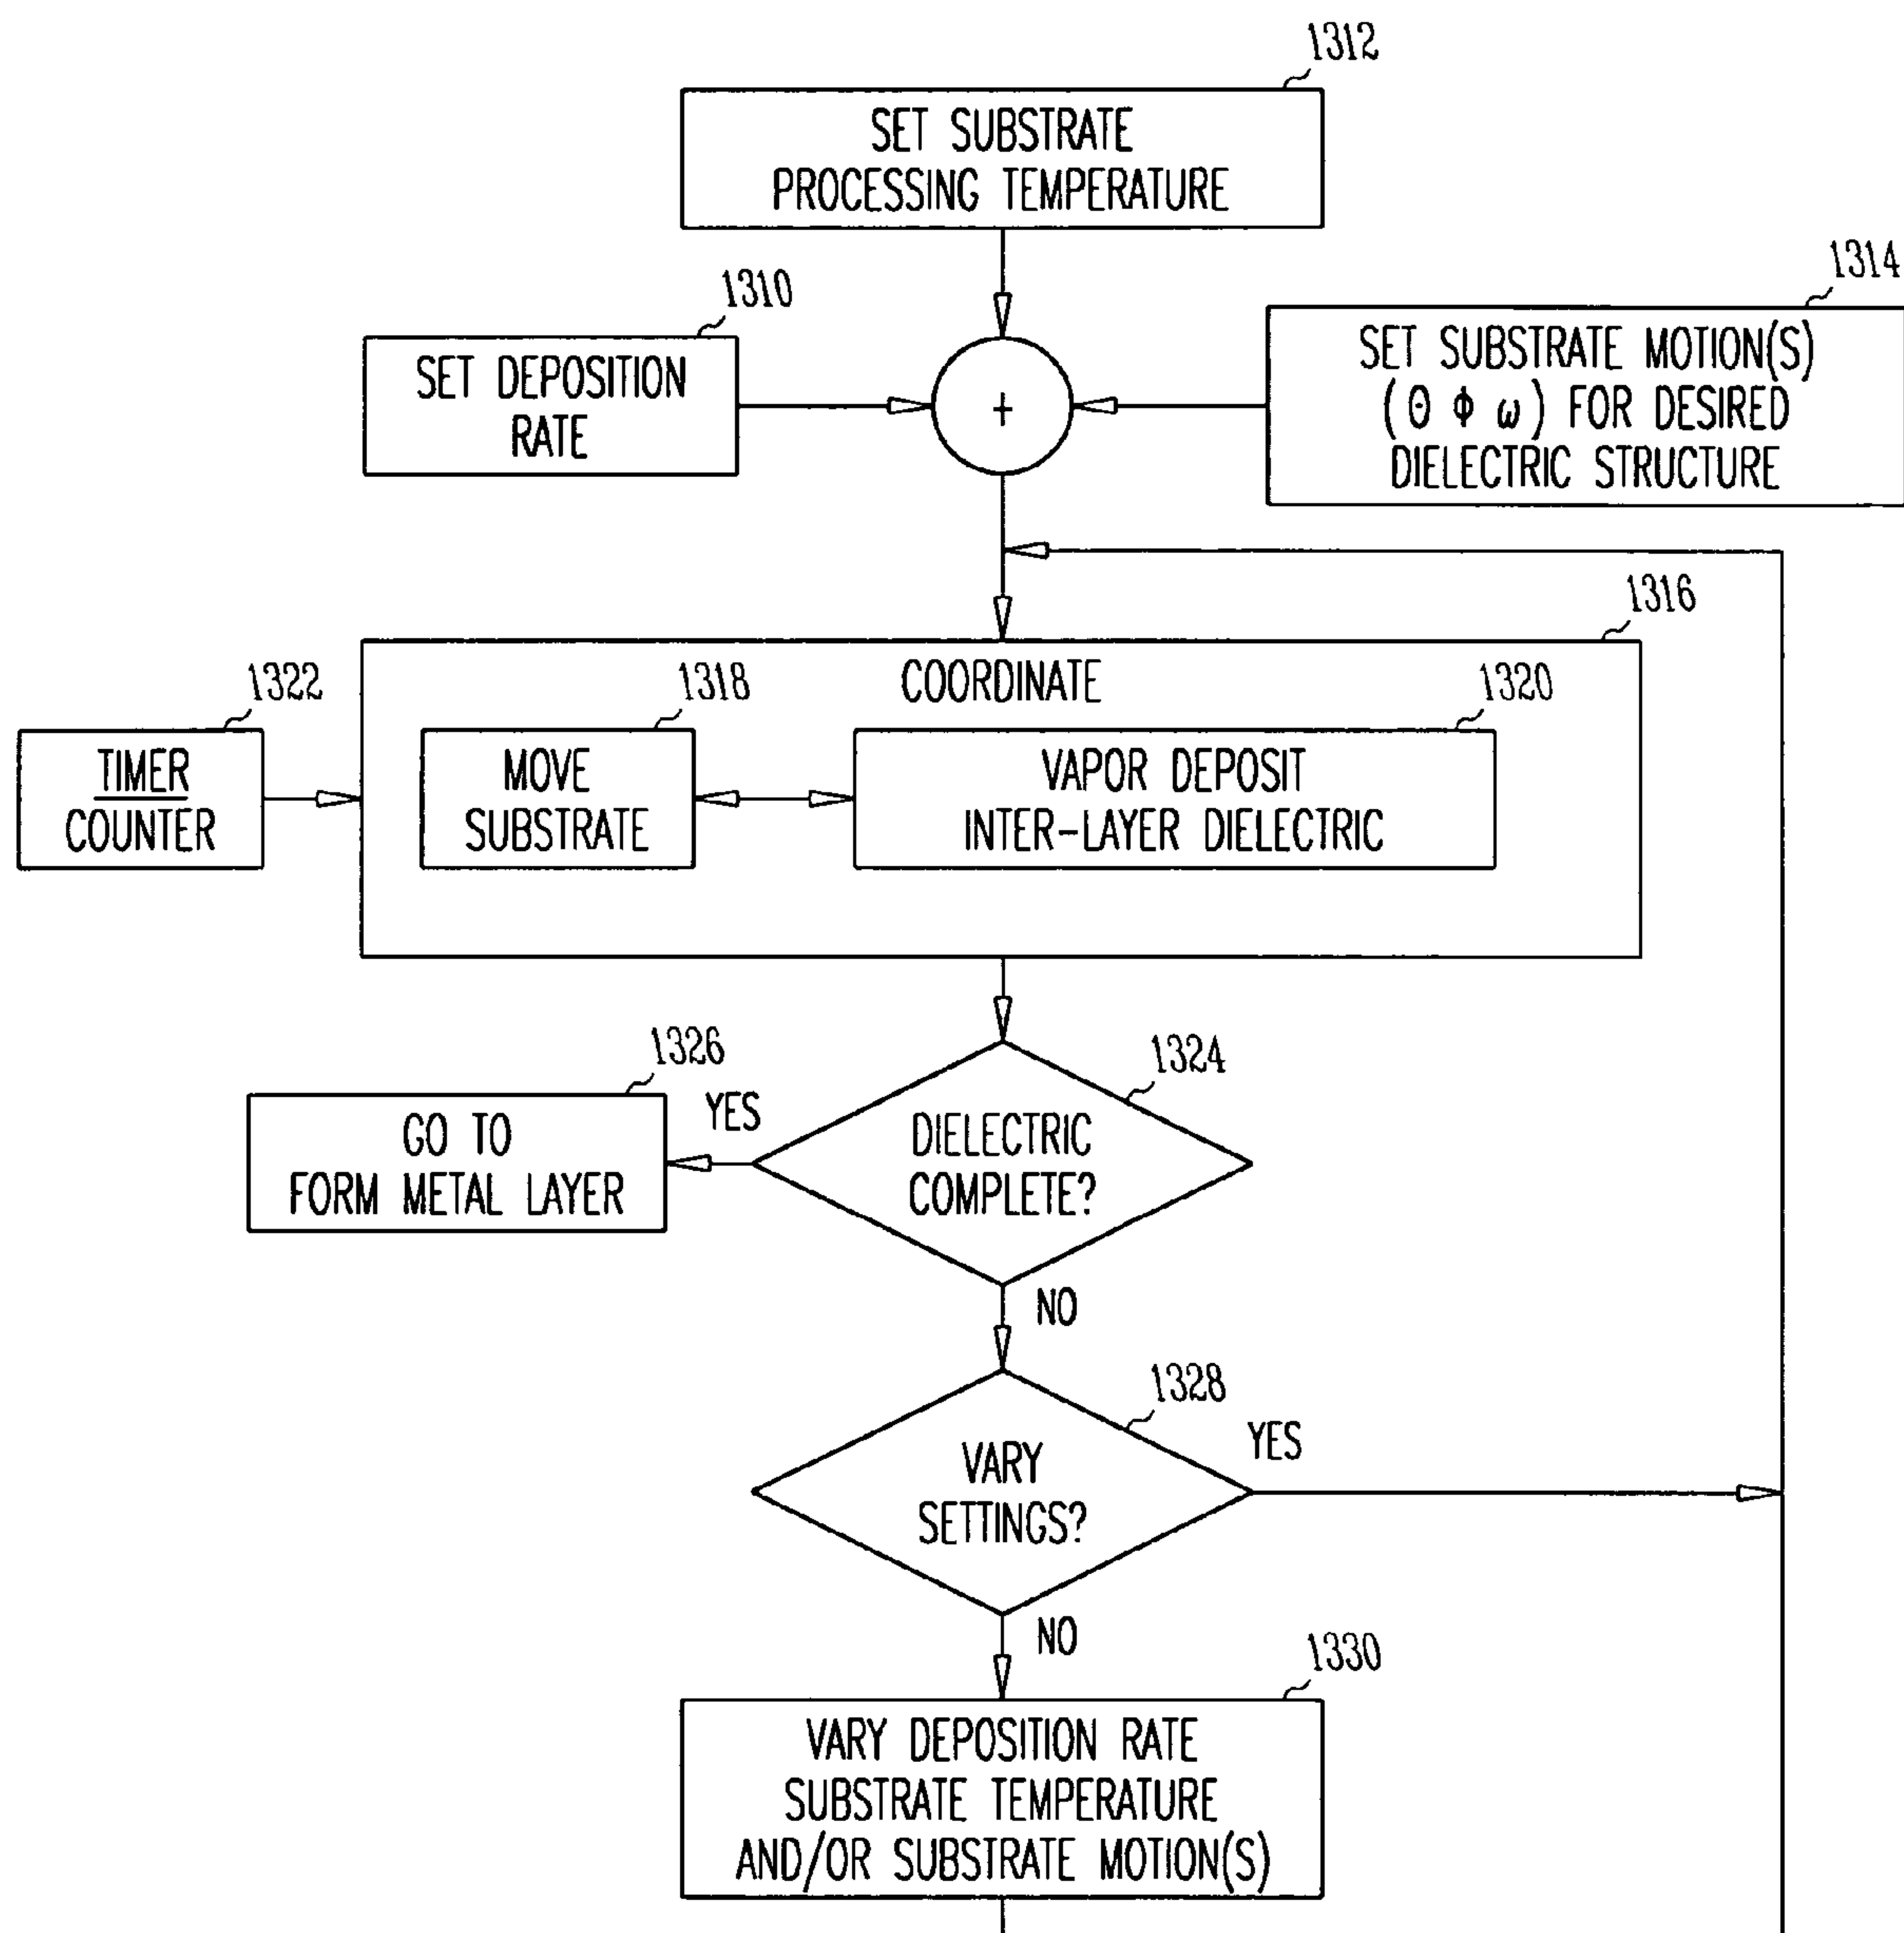 1312
SET SUBSTRATE
PROCESSING TEMPERATURE
1310
SET DEPOSITION
RATE
+
1314
SET SUBSTRATE MOTION(S)
(Θ Φ ω) FOR DESIRED
DIELECTRIC STRUCTURE
1316
COORDINATE
1322
TIMER
COUNTER
1318
MOVE
SUBSTRATE
1320
VAPOR DEPOSIT
INTER-LAYER DIELECTRIC
1326
GO TO
FORM METAL LAYER
YES
1324
DIELECTRIC
COMPLETE?
NO
1328
VARY
SETTINGS?
YES
NO
1330
VARY DEPOSITION RATE
SUBSTRATE TEMPERATURE
AND/OR SUBSTRATE MOTION(S)